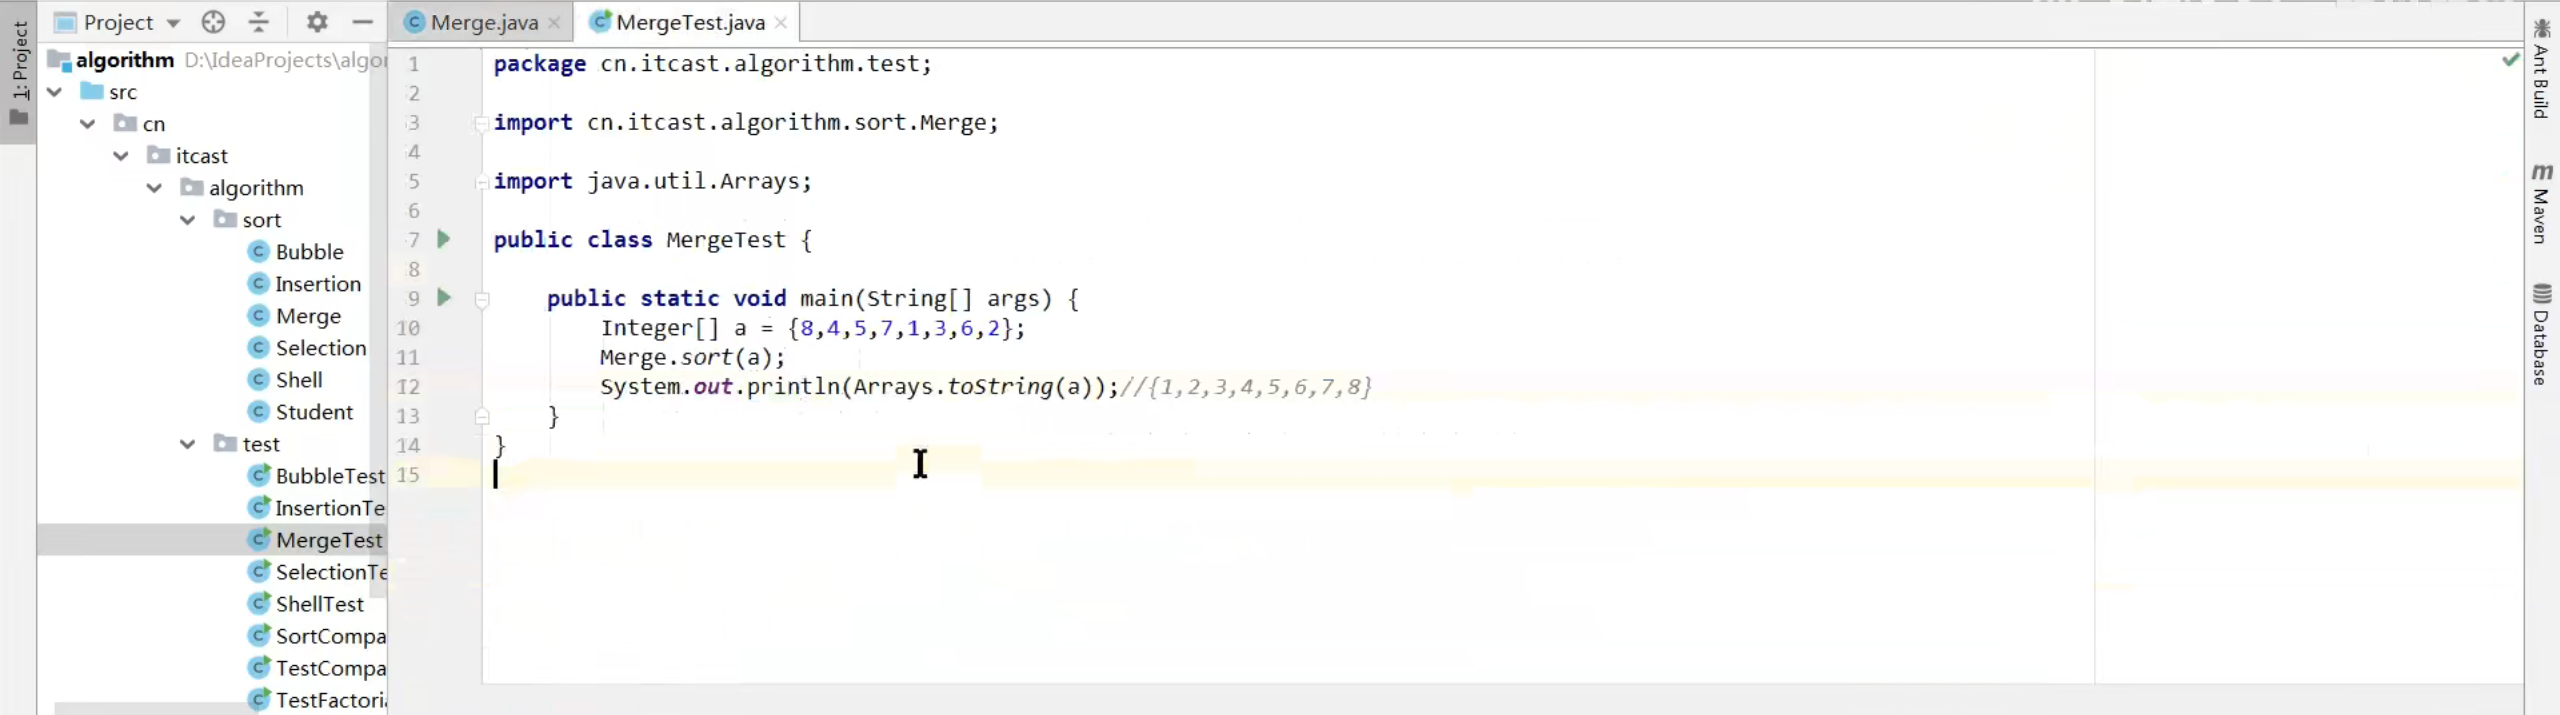 Project
Merge.java
MergeTest.java
1: Project
algorithm D:\IdeaProjects\algo
src
cn
itcast
algorithm
sort
Bubble
Insertion
Merge
Selection
Shell
Student
test
BubbleTest
InsertionTe
MergeTest
SelectionTe
ShellTest
SortCompa
TestCompa
TestFactori
1 package cn.itcast.algorithm.test;
2
3 import cn.itcast.algorithm.sort.Merge;
4
5 import java.util.Arrays;
6
7 public class MergeTest {
8
9 public static void main(String[] args) {
10 Integer[] a = {8,4,5,7,1,3,6,2};
11 Merge.sort(a);
12 System.out.println(Arrays.toString(a));//{1,2,3,4,5,6,7,8}
13 }
14 }
15
Ant Build
m Maven
Database